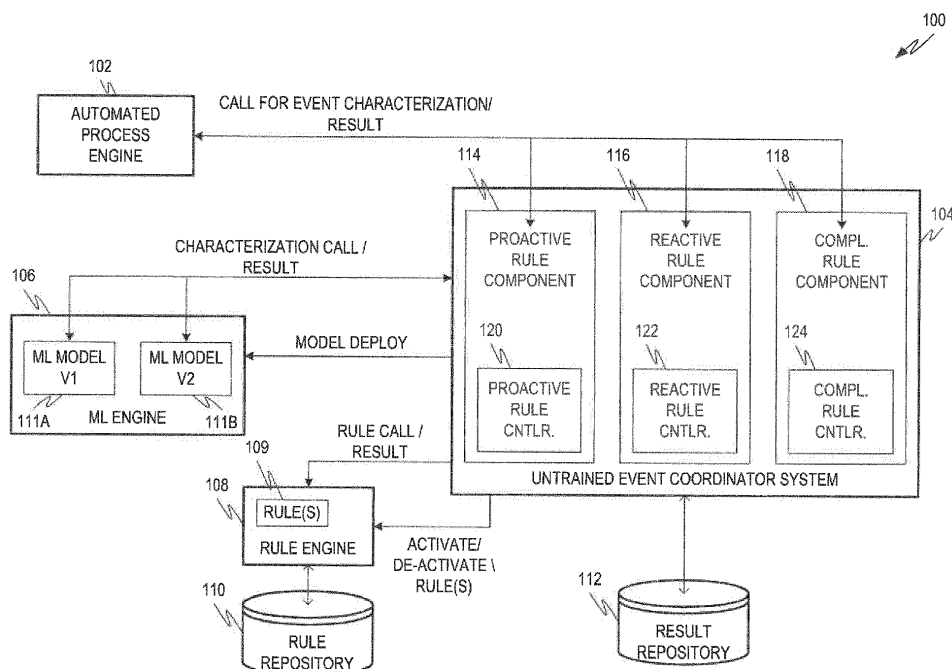 100
102
AUTOMATED
PROCESS
ENGINE
CALL FOR EVENT CHARACTERIZATION/
RESULT
114
116
118
104
PROACTIVE
RULE
COMPONENT
REACTIVE
RULE
COMPONENT
COMPL.
RULE
COMPONENT
CHARACTERIZATION CALL /
RESULT
106
ML MODEL
V1
ML MODEL
V2
111A
111B
ML ENGINE
MODEL DEPLOY
120
PROACTIVE
RULE
CNTLR.
122
REACTIVE
RULE
CNTLR.
124
COMPL.
RULE
CNTLR.
UNTRAINED EVENT COORDINATOR SYSTEM
RULE CALL /
RESULT
109
108
RULE(S)
RULE ENGINE
ACTIVATE/
DE-ACTIVATE \
RULE(S)
110
RULE
REPOSITORY
112
RESULT
REPOSITORY